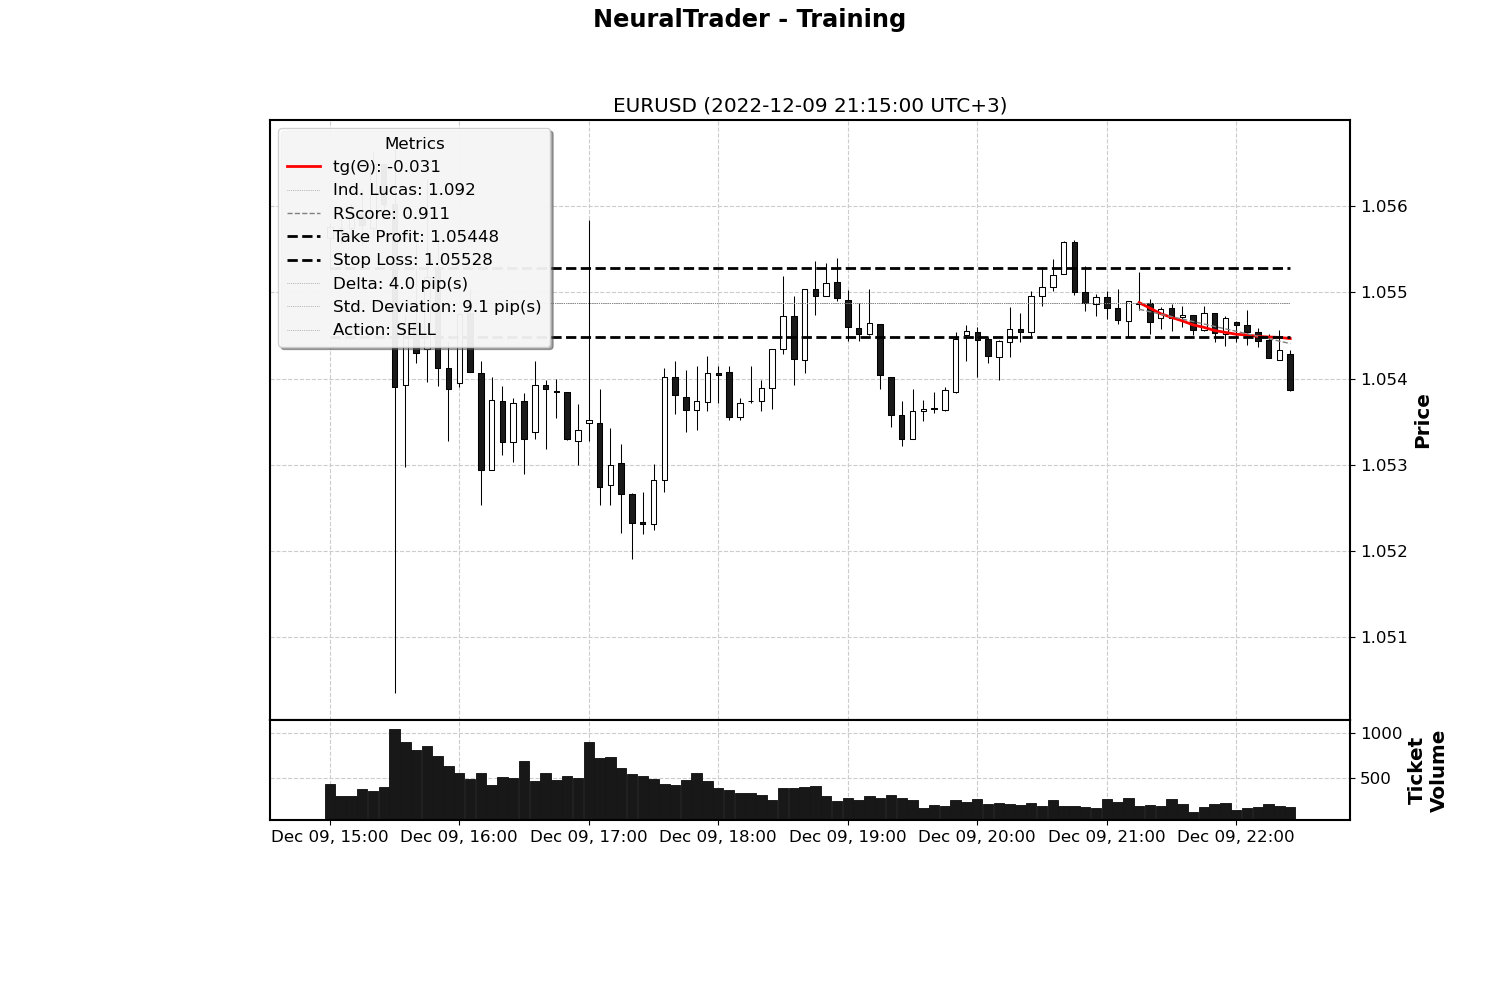 NeuralTrader - Training
EURUSD (2022-12-09 21:15:00 UTC+3)
Metrics
tg(Θ): -0.031
Ind. Lucas: 1.092
RScore: 0.911
Take Profit: 1.05448
Stop Loss: 1.05528
Delta: 4.0 pip(s)
Std. Deviation: 9.1 pip(s)
Action: SELL
1.056
1.055
1.054
1.053
1.052
1.051
Price
1000
500
Ticket
Volume
Dec 09, 15:00 Dec 09, 16:00 Dec 09, 17:00 Dec 09, 18:00 Dec 09, 19:00 Dec 09, 20:00 Dec 09, 21:00 Dec 09, 22:00